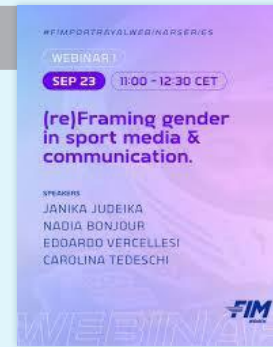 #FIMPORTRAYALWEBINARSERIES
WEBINAR 1
SEP 23
11:00 - 12:30 CET
(re)Framing gender
in sport media &
communication.
SPEAKERS
JANIKA JUDEIKA
NADIA BONJOUR
EDOARDO VERCELLESI
CAROLINA TEDESCHI
FIM
WEBINAR